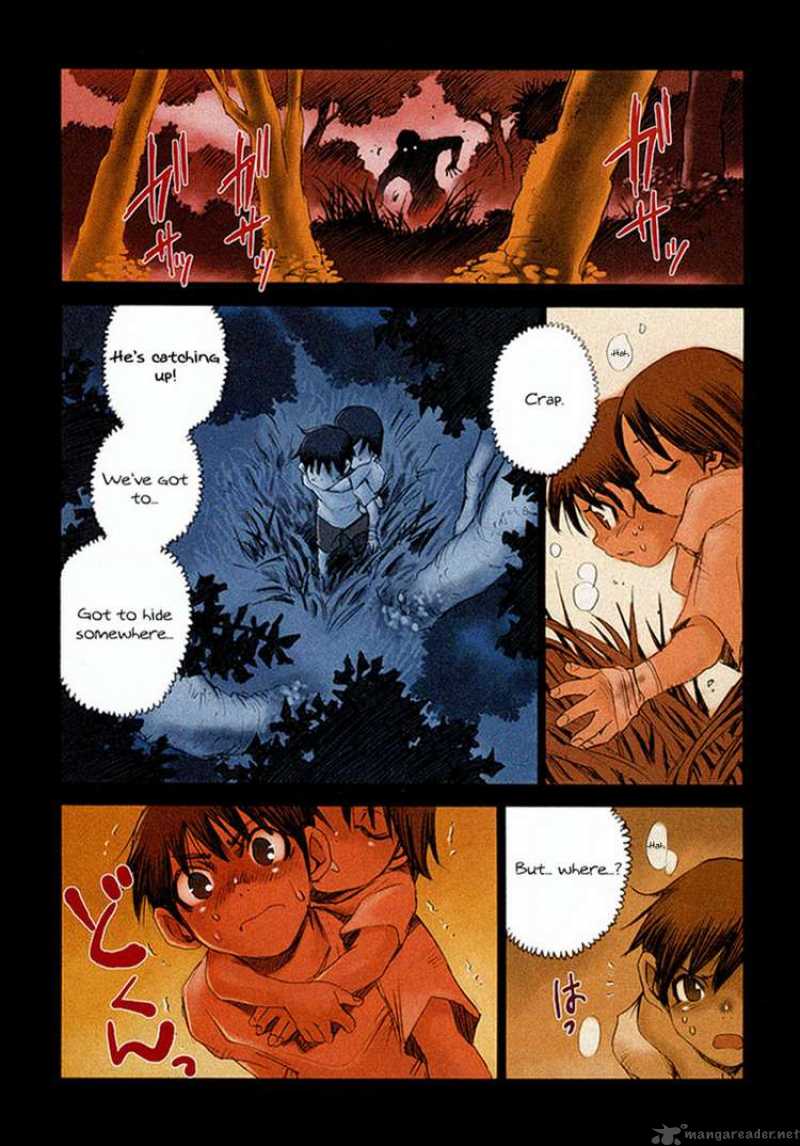 ガサッ
ガサッ
ガサッ
Hah
Crap.
He's catching
up!
We've got
to...
Got to hide
somewhere...
Hah
But... where...?
はっ
どくんっ
mangareader.net